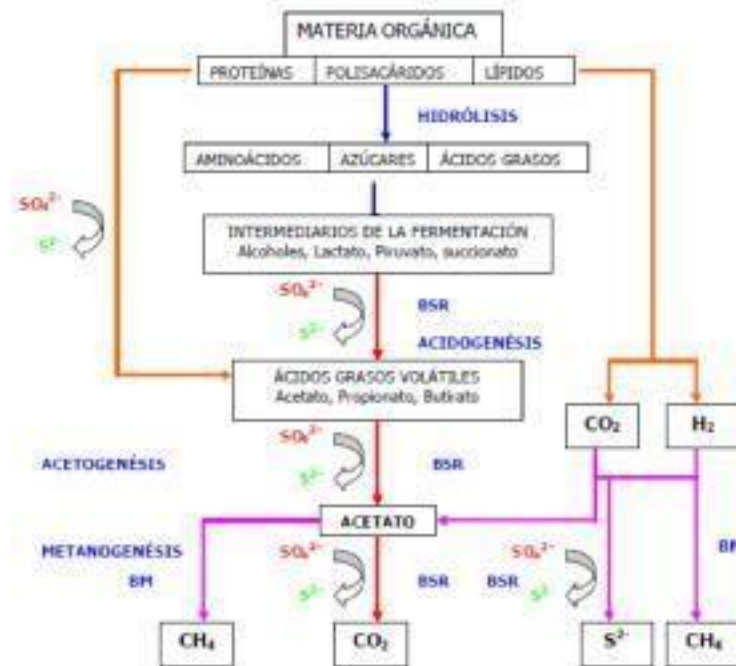 MATERIA ORGÁNICA
PROTEÍNAS POLISACÁRIDOS LÍPIDOS
HIDRÓLISIS
AMINOÁCIDOS AZÚCARES ÁCIDOS GRASOS
SO₄²⁻
S²⁻
INTERMEDIARIOS DE LA FERMENTACIÓN
Alcoholes, Lactato, Piruvato, succionato
SO₄²⁻
S²⁻
BSR
ACIDOGENÉSIS
ÁCIDOS GRASOS VOLÁTILES
Acetato, Propionato, Butirato
CO₂ H₂
ACETOGENÉSIS
SO₄²⁻
S²⁻
BSR
ACETATO
METANOGENÉSIS
BM
SO₄²⁻
S²⁻
BSR
BSR
SO₄²⁻
S²⁻
CH₄ CO₂ S²⁻ CH₄